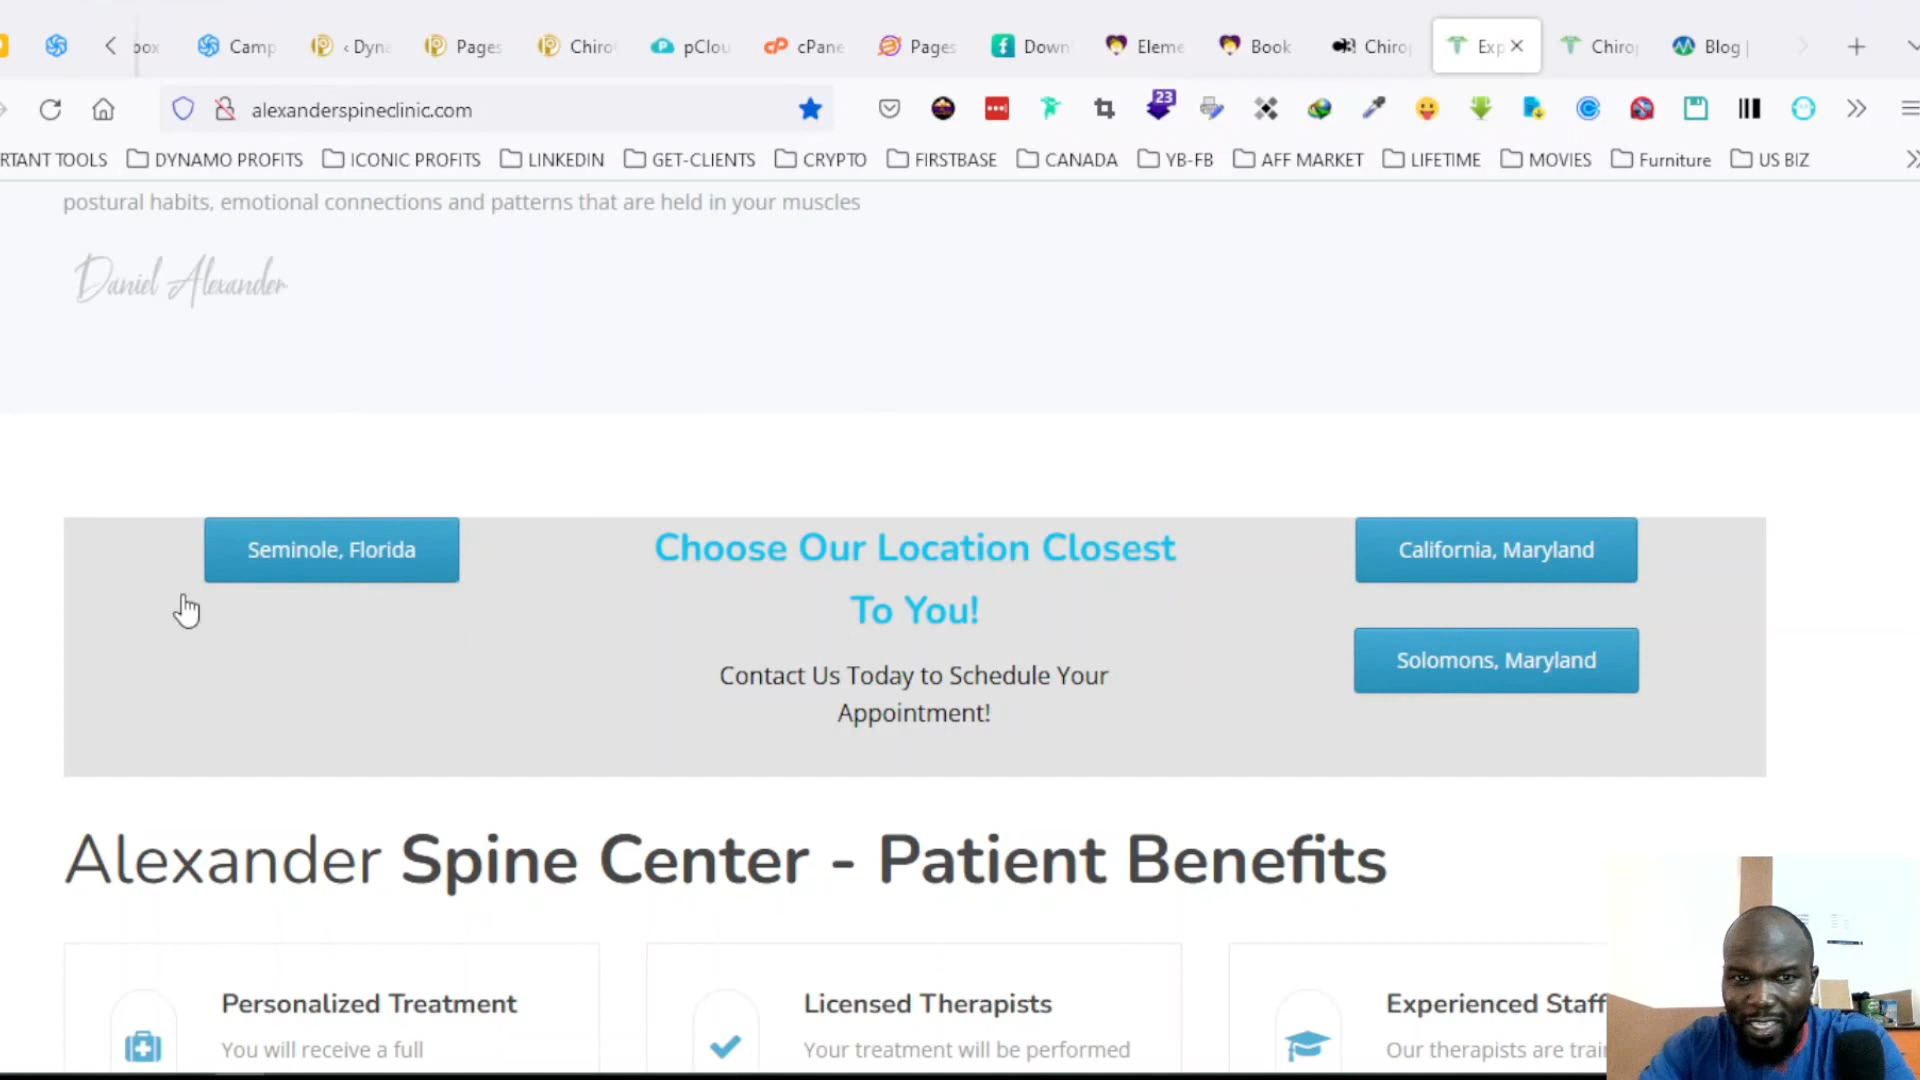 box Camp ‹ Dyna Pages Chiro pClou cPane Pages Down Eleme Book Chiro Exp Chiro Blog |
alexanderspineclinic.com 23
RTANT TOOLS DYNAMO PROFITS ICONIC PROFITS LINKEDIN GET-CLIENTS CRYPTO FIRSTBASE CANADA YB-FB AFF MARKET LIFETIME MOVIES Furniture US BIZ
postural habits, emotional connections and patterns that are held in your muscles
Daniel Alexander
Seminole, Florida
Choose Our Location Closest
To You!
Contact Us Today to Schedule Your
Appointment!
California, Maryland
Solomons, Maryland
Alexander Spine Center - Patient Benefits
Personalized Treatment
You will receive a full
Licensed Therapists
Your treatment will be performed
Experienced Staff
Our therapists are trai